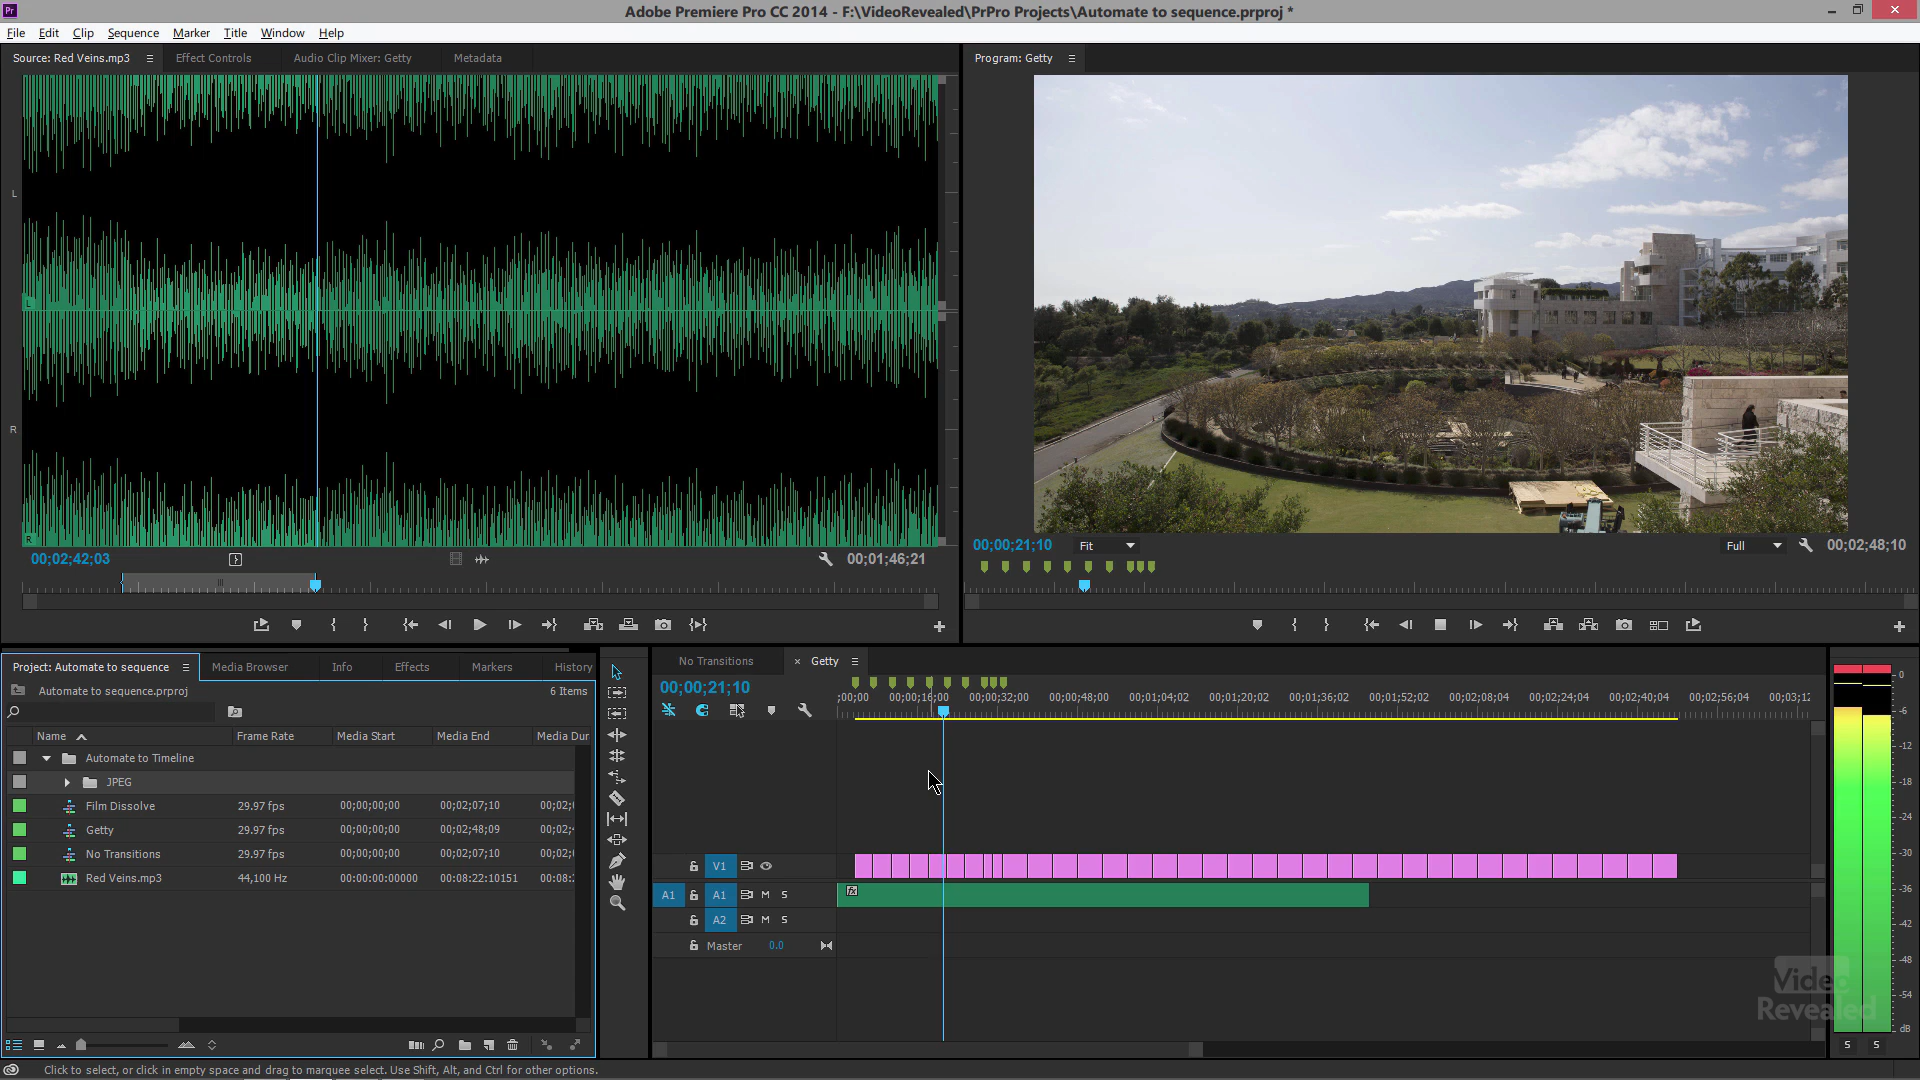 Pr
Adobe Premiere Pro CC 2014 - F:\VideoRevealed\PrPro Projects\Automate to sequence.prproj *
File Edit Clip Sequence Marker Title Window Help
Source: Red Veins.mp3 Effect Controls Audio Clip Mixer: Getty Metadata
Program: Getty
L
L
R
R
00;02;42;03
00;01;46;21
00;00;21;10 Fit Full 00;02;48;10
Project: Automate to sequence Media Browser Info Effects Markers History
Automate to sequence.prproj 6 Items
Name Frame Rate Media Start Media End Media Dur
Automate to Timeline
JPEG
Film Dissolve 29.97 fps 00;00;00;00 00;02;07;10 00;02;
Getty 29.97 fps 00;00;00;00 00;02;48;09 00;02;
No Transitions 29.97 fps 00;00;00;00 00;02;07;10 00;02;
Red Veins.mp3 44,100 Hz 00:00:00:00000 00:08:22:10151 00:08:
No Transitions × Getty
00;00;21;10
;00;00 00;00;16;00 00;00;32;00 00;00;48;00 00;01;04;02 00;01;20;02 00;01;36;02 00;01;52;02 00;02;08;04 00;02;24;04 00;02;40;04 00;02;56;04 00;03;12
V1
fx
A1 A1 M S
A2 M S
Master 0.0
0
-6
-12
-18
-24
-30
-36
-42
-48
-54
dB
S S
Video
Revealed
Click to select, or click in empty space and drag to marquee select. Use Shift, Alt, and Ctrl for other options.